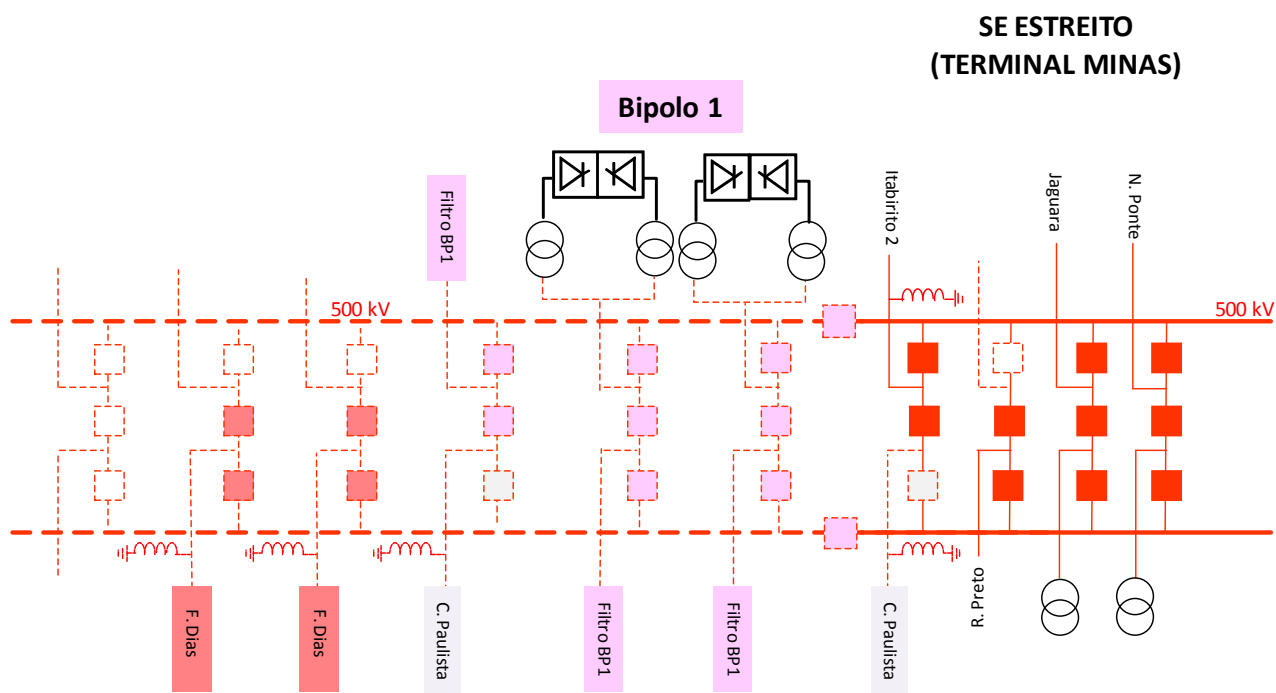 SE ESTREITO
(TERMINAL MINAS)
Bipolo 1
Filtro BP1
Itabirito 2
Jaguara
N. Ponte
500 kV
500 kV
F. Dias
F. Dias
C. Paulista
Filtro BP1
Filtro BP1
C. Paulista
R. Preto